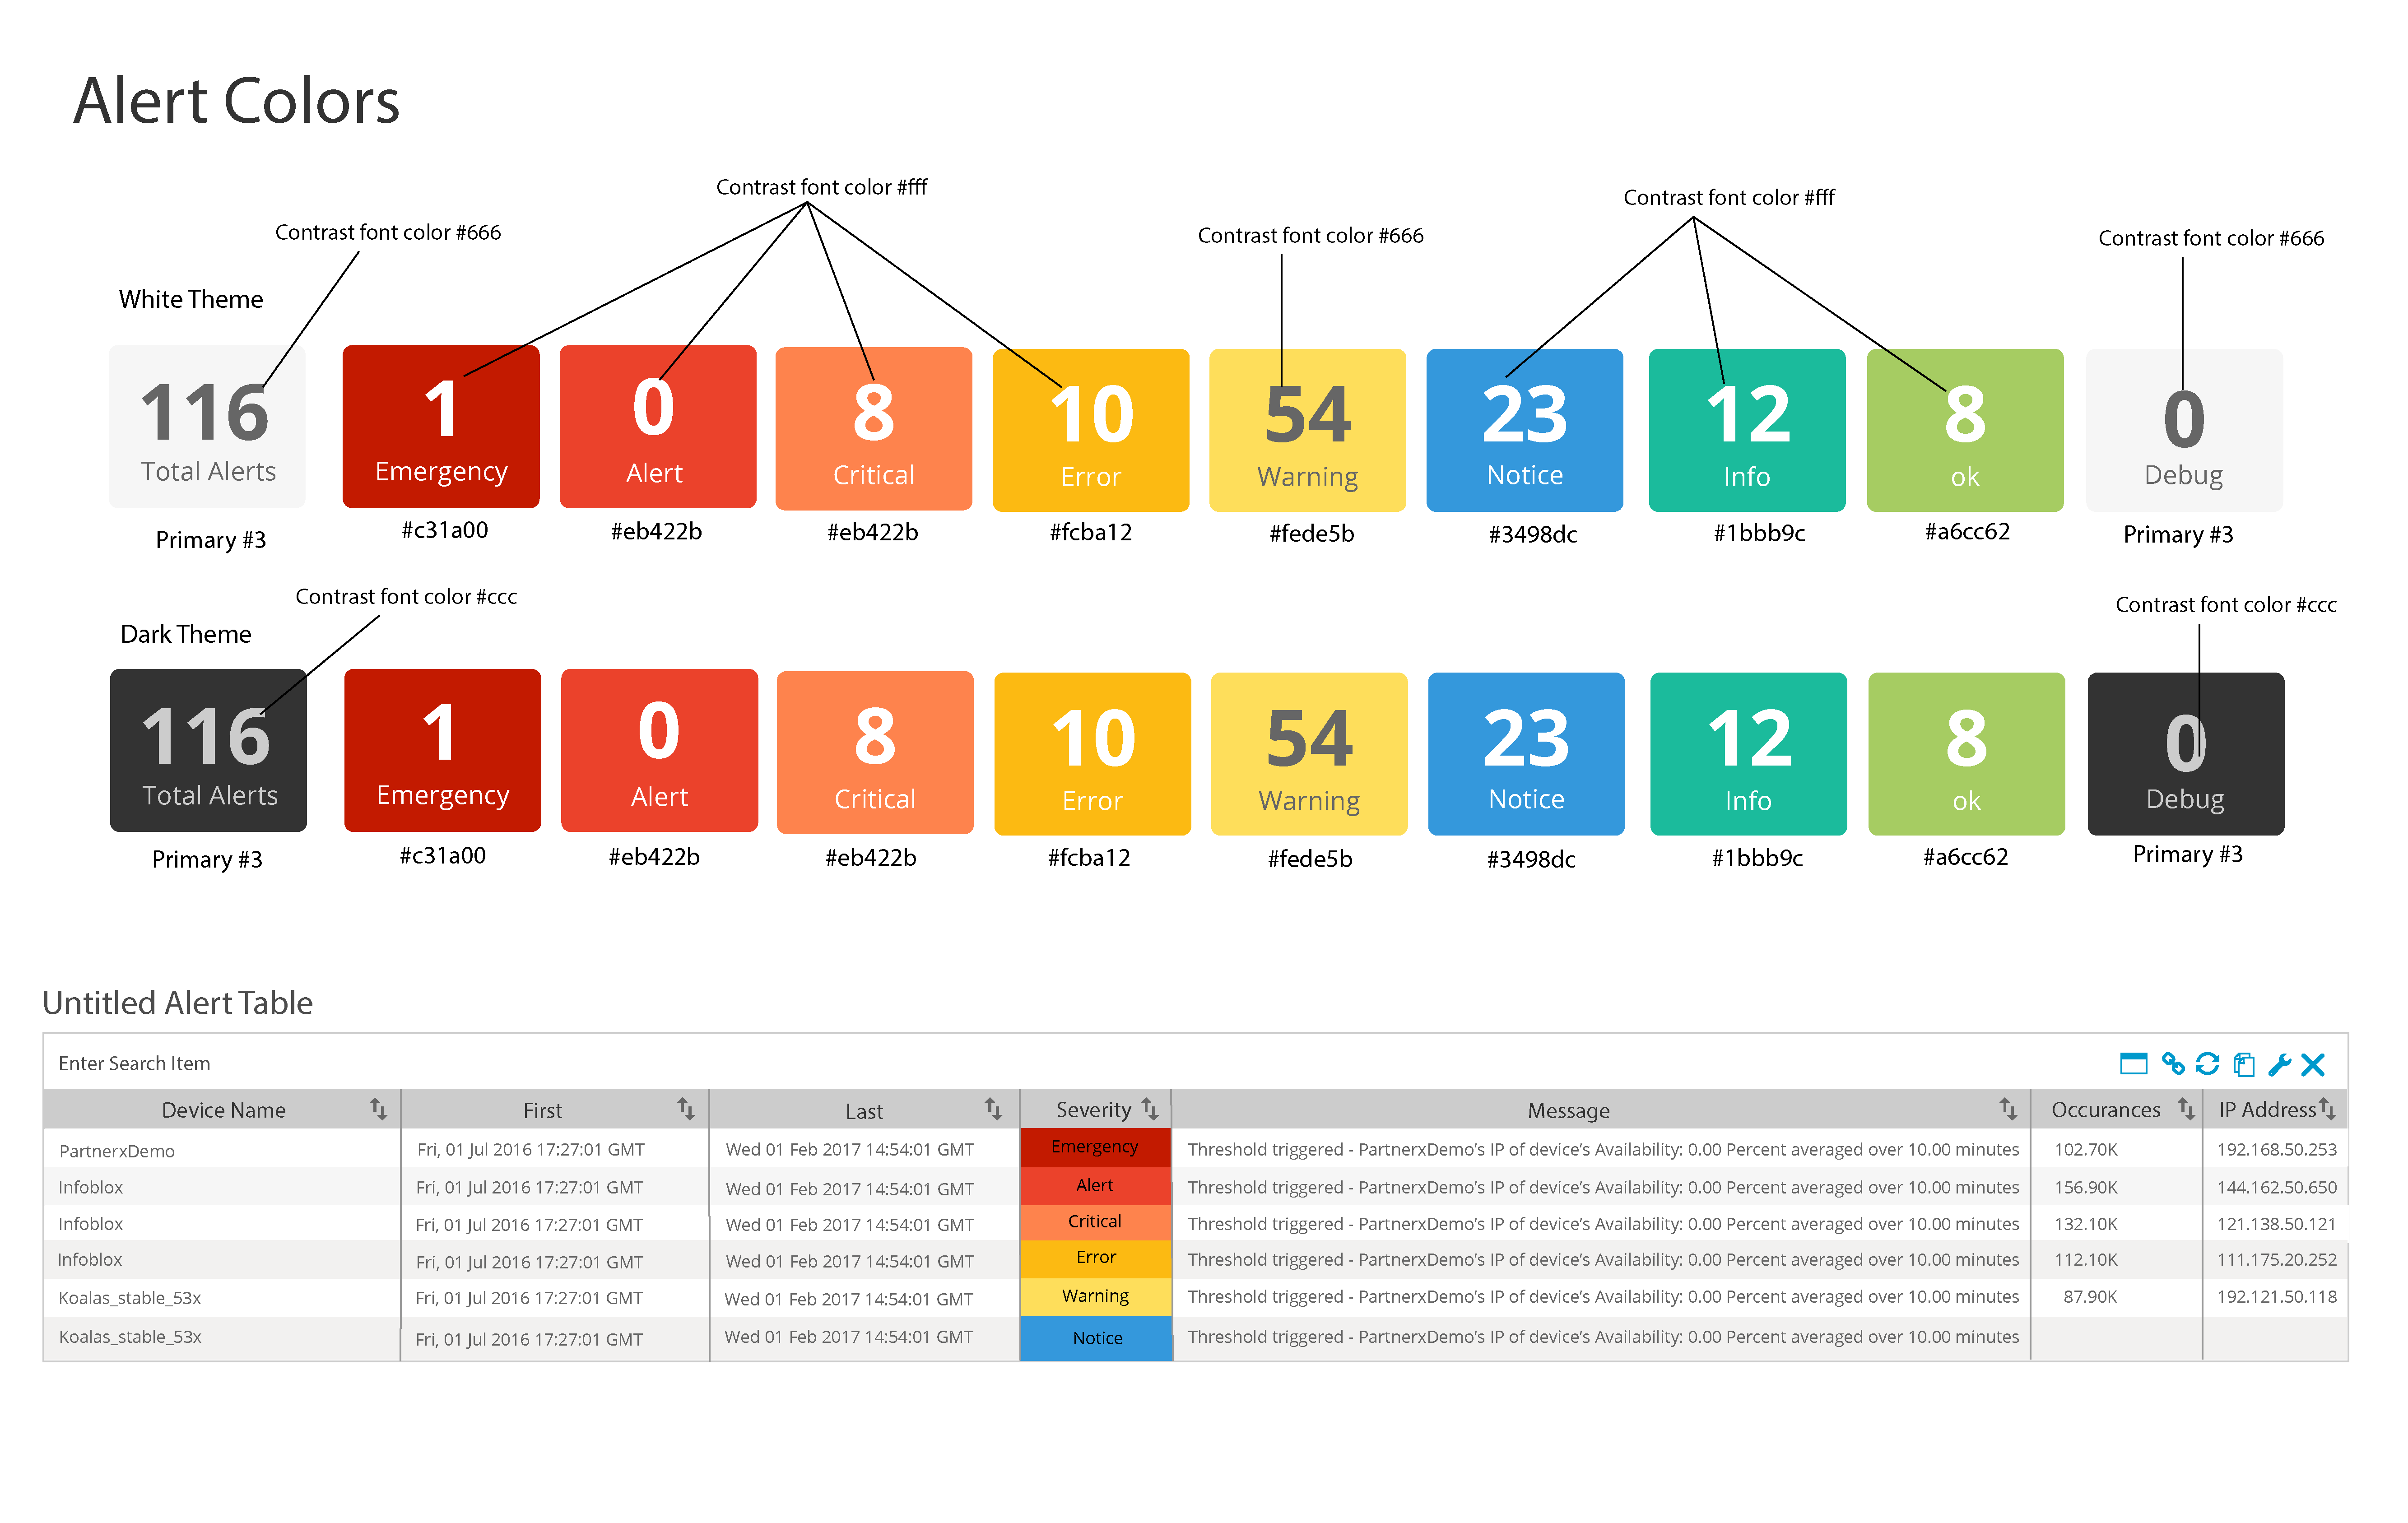 Alert Colors
Contrast font color #fff
Contrast font color #fff
Contrast font color #666
Contrast font color #666
Contrast font color #666
White Theme
116 1 0 8 10 54 23 12 8 0
Total Alerts Emergency Alert Critical Error Warning Notice Info ok Debug
Primary #3 #c31a00 #eb422b #eb422b #fcba12 #fede5b #3498dc #1bbb9c #a6cc62 Primary #3
Contrast font color #ccc
Contrast font color #ccc
Dark Theme
116 1 0 8 10 54 23 12 8 0
Total Alerts Emergency Alert Critical Error Warning Notice Info ok Debug
Primary #3 #c31a00 #eb422b #eb422b #fcba12 #fede5b #3498dc #1bbb9c #a6cc62 Primary #3
Untitled Alert Table
Enter Search Item
Device Name First Last Severity Message Occurances IP Address
PartnerxDemo Fri, 01 Jul 2016 17:27:01 GMT Wed 01 Feb 2017 14:54:01 GMT Emergency Threshold triggered - PartnerxDemo’s IP of device’s Availability: 0.00 Percent averaged over 10.00 minutes 102.70K 192.168.50.253
Infoblox Fri, 01 Jul 2016 17:27:01 GMT Wed 01 Feb 2017 14:54:01 GMT Alert Threshold triggered - PartnerxDemo’s IP of device’s Availability: 0.00 Percent averaged over 10.00 minutes 156.90K 144.162.50.650
Infoblox Fri, 01 Jul 2016 17:27:01 GMT Wed 01 Feb 2017 14:54:01 GMT Critical Threshold triggered - PartnerxDemo’s IP of device’s Availability: 0.00 Percent averaged over 10.00 minutes 132.10K 121.138.50.121
Infoblox Fri, 01 Jul 2016 17:27:01 GMT Wed 01 Feb 2017 14:54:01 GMT Error Threshold triggered - PartnerxDemo’s IP of device’s Availability: 0.00 Percent averaged over 10.00 minutes 112.10K 111.175.20.252
Koalas_stable_53x Fri, 01 Jul 2016 17:27:01 GMT Wed 01 Feb 2017 14:54:01 GMT Warning Threshold triggered - PartnerxDemo’s IP of device’s Availability: 0.00 Percent averaged over 10.00 minutes 87.90K 192.121.50.118
Koalas_stable_53x Fri, 01 Jul 2016 17:27:01 GMT Wed 01 Feb 2017 14:54:01 GMT Notice Threshold triggered - PartnerxDemo’s IP of device’s Availability: 0.00 Percent averaged over 10.00 minutes